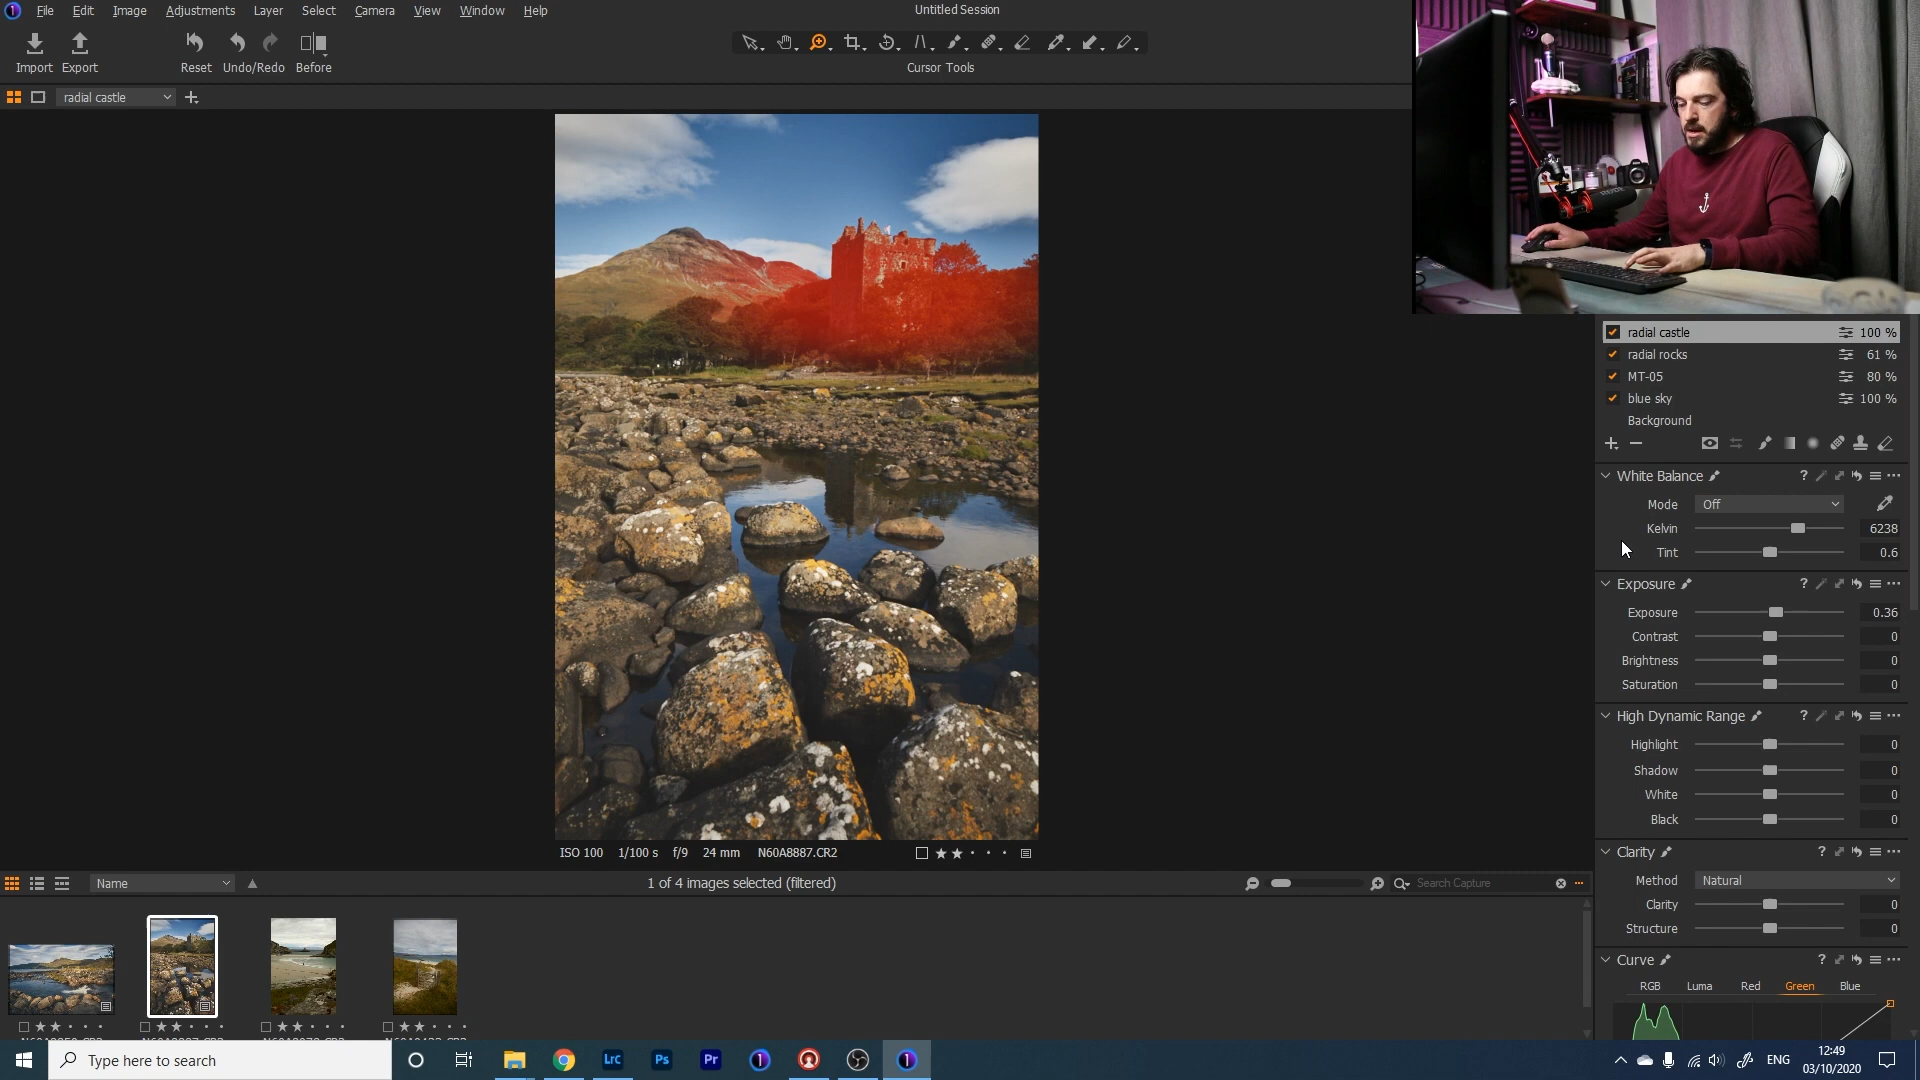 File Edit Image Adjustments Layer Select Camera View Window Help
Untitled Session
Import Export Reset Undo/Redo Before
Cursor Tools
radial castle
radial castle 100 %
radial rocks 61 %
MT-05 80 %
blue sky 100 %
Background
White Balance
Mode Off
Kelvin 6238
Tint 0.6
Exposure
Exposure 0.36
Contrast 0
Brightness 0
Saturation 0
High Dynamic Range
Highlight 0
Shadow 0
White 0
Black 0
Clarity
Method Natural
Clarity 0
Structure 0
Curve
RGB Luma Red Green Blue
ISO 100 1/100 s f/9 24 mm N60A8887.CR2
Name
1 of 4 images selected (filtered)
Search Capture
Type here to search
Lrc Ps Pr
ENG
12:49
03/10/2020